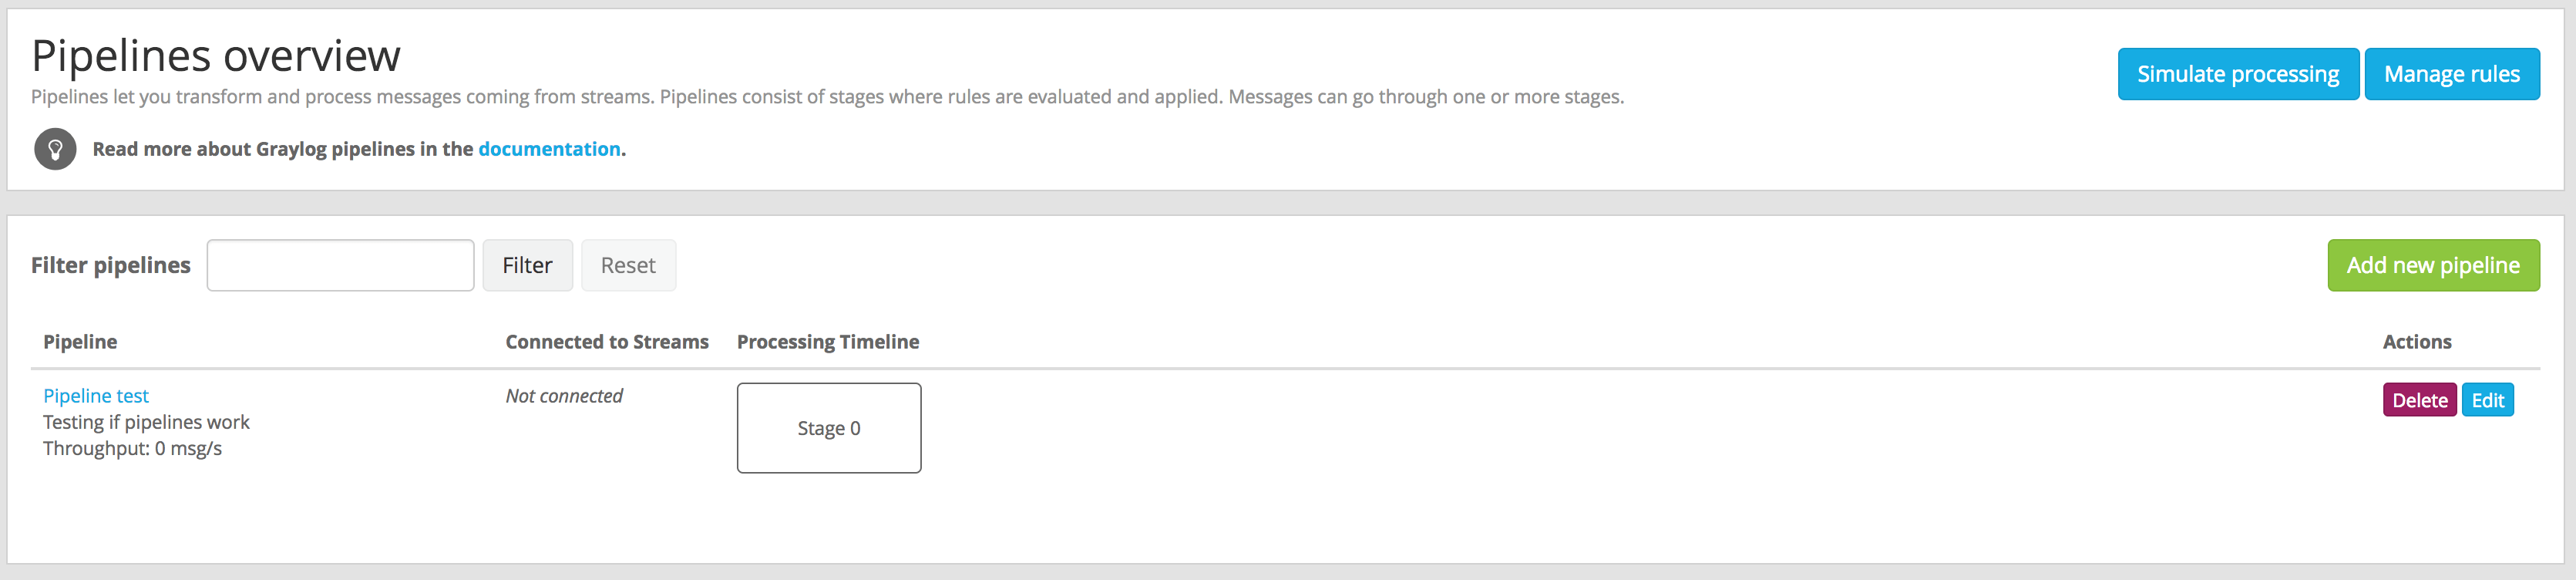 Pipelines overview
Simulate processing
Manage rules
Pipelines let you transform and process messages coming from streams. Pipelines consist of stages where rules are evaluated and applied. Messages can go through one or more stages.
Read more about Graylog pipelines in the documentation.
Filter pipelines
Filter
Reset
Add new pipeline
Pipeline
Connected to Streams
Processing Timeline
Actions
Pipeline test
Testing if pipelines work
Throughput: 0 msg/s
Not connected
Stage 0
Delete
Edit